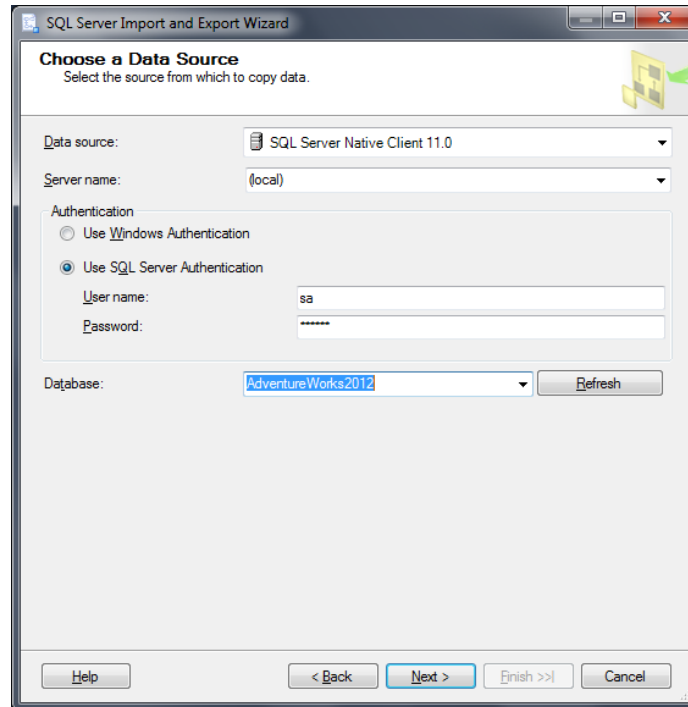 SQL Server Import and Export Wizard
Choose a Data Source
Select the source from which to copy data.
Data source: SQL Server Native Client 11.0
Server name: (local)
Authentication
Use Windows Authentication
Use SQL Server Authentication
User name: sa
Password: ******
Database: AdventureWorks2012 Refresh
Help < Back Next > Finish >>| Cancel